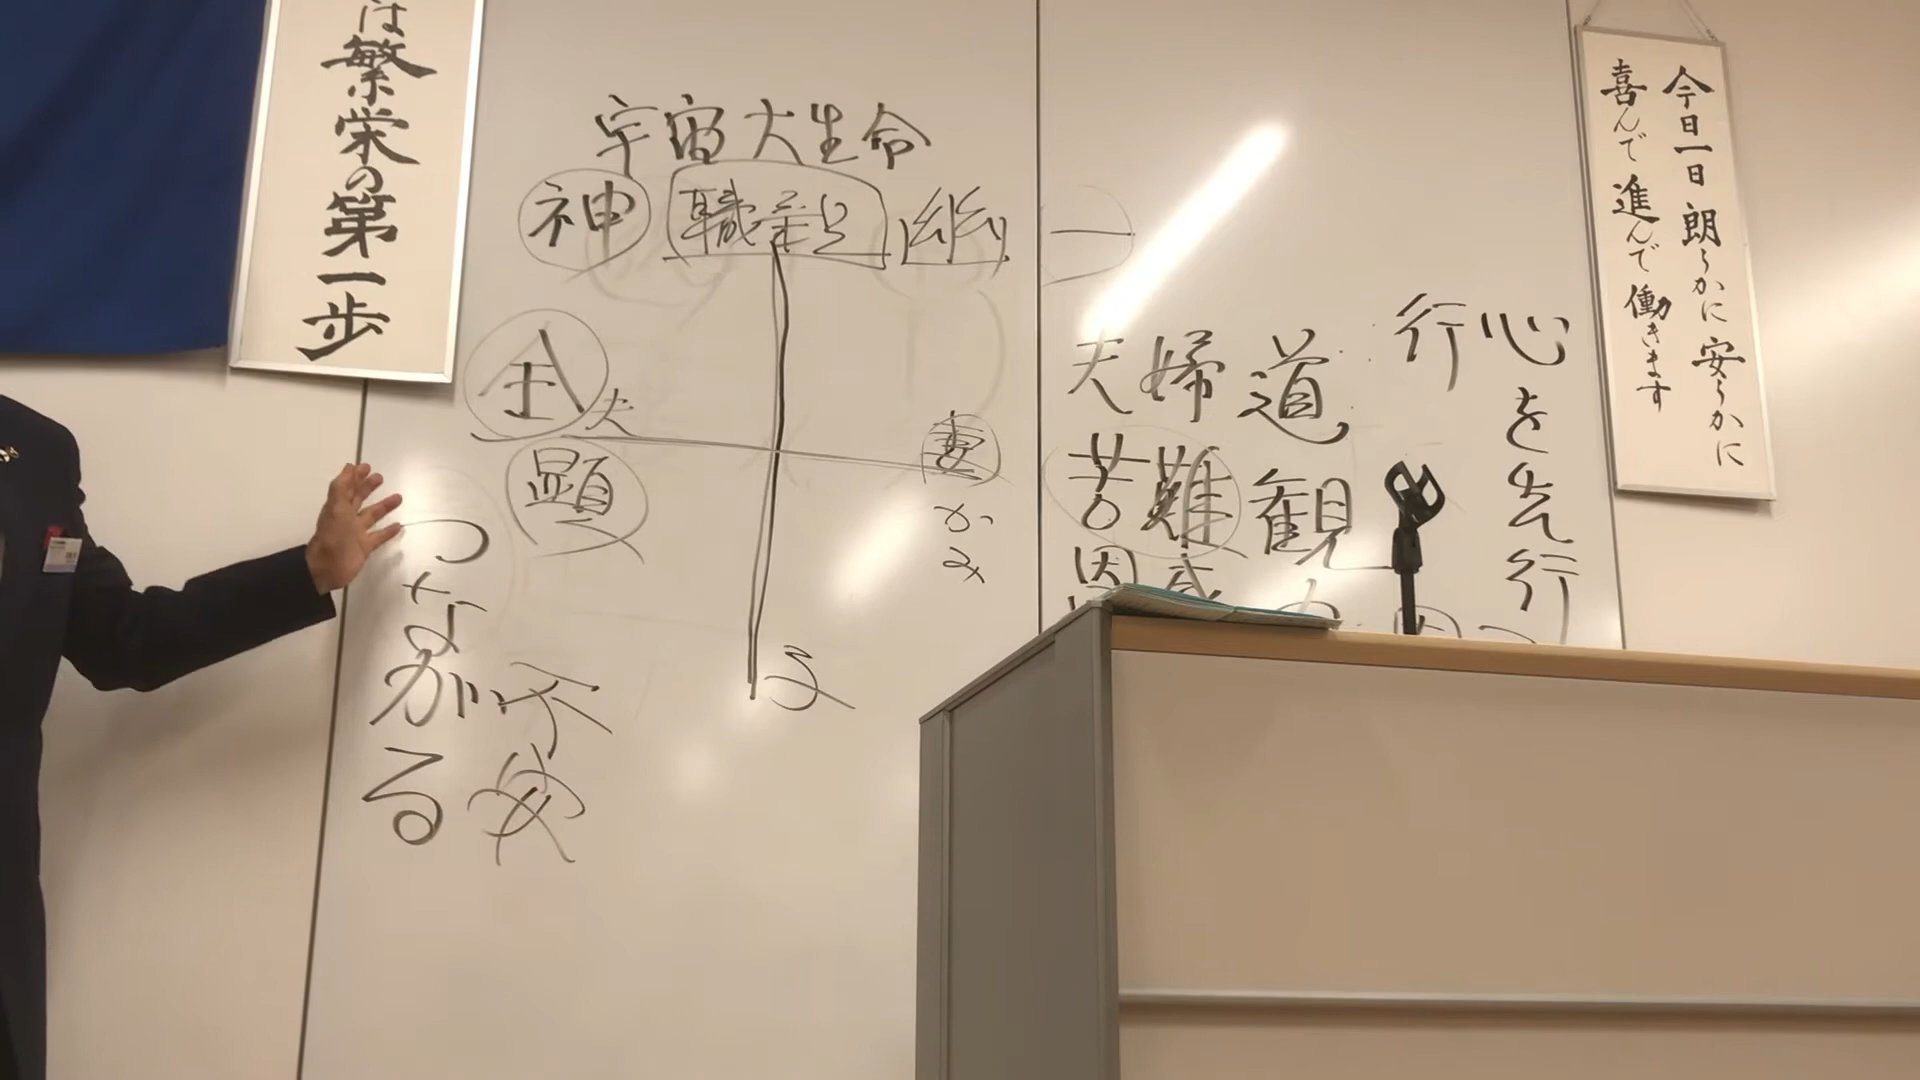 は繁栄の第一歩
宇宙大生命
神
幽
一
全
夫
顕
妻
かみ
子
つながる
不安
夫婦道
苦難観
心を先行
行
今日一日 朗らかに 安らかに
喜んで 進んで 働きます